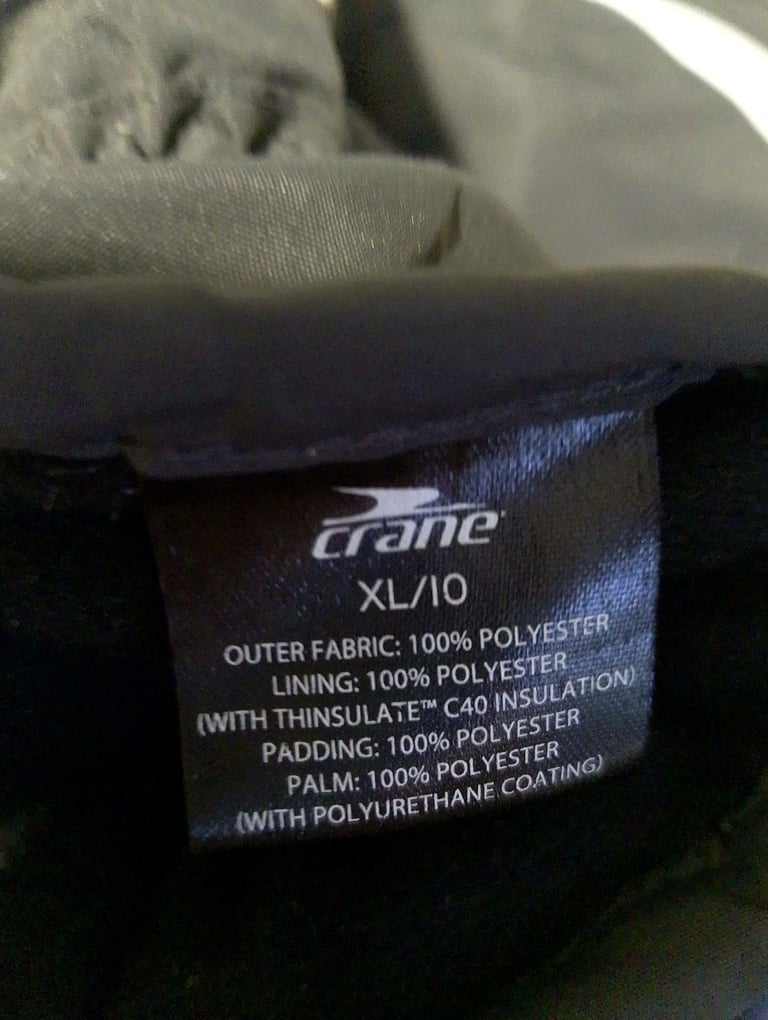 crane
XL/10
OUTER FABRIC: 100% POLYESTER
LINING: 100% POLYESTER
(WITH THINSULATE™ C40 INSULATION)
PADDING: 100% POLYESTER
PALM: 100% POLYESTER
(WITH POLYURETHANE COATING)